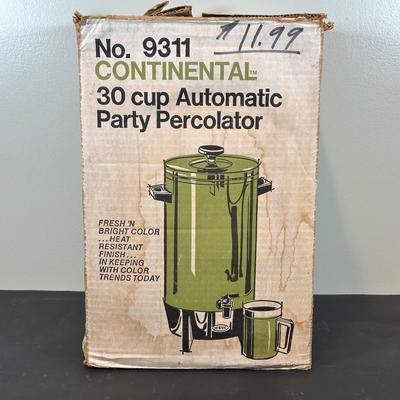 $11.99
No. 9311
CONTINENTAL™
30 cup Automatic
Party Percolator
FRESH 'N
BRIGHT COLOR
...HEAT
RESISTANT
FINISH...
IN KEEPING
WITH COLOR
TRENDS TODAY